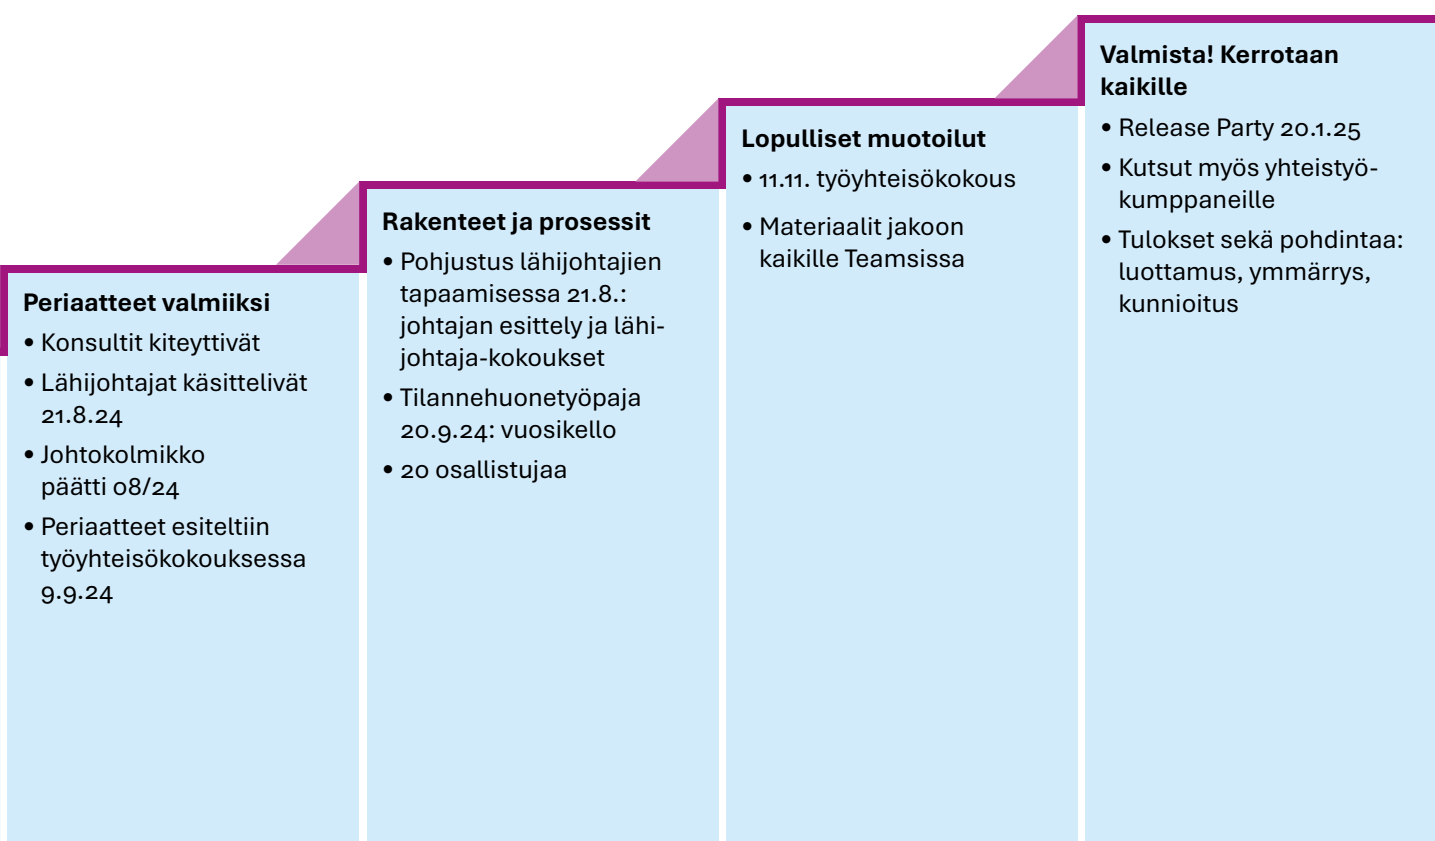 Periaatteet valmiiksi
• Konsultit kiteyttivät
• Lähijohtajat käsittelivät
21.8.24
• Johtokolmikko
päätti 08/24
• Periaatteet esiteltiin
työyhteisökokouksessa
9.9.24
Rakenteet ja prosessit
• Pohjustus lähijohtajien
tapaamisessa 21.8.:
johtajan esittely ja lähi-
johtaja-kokoukset
• Tilannehuonetyöpaja
20.9.24: vuosikello
• 20 osallistujaa
Lopulliset muotoilut
• 11.11. työyhteisökokous
• Materiaalit jakoon
kaikille Teamsissa
Valmista! Kerrotaan
kaikille
• Release Party 20.1.25
• Kutsut myös yhteistyö-
kumppaneille
• Tulokset sekä pohdintaa:
luottamus, ymmärrys,
kunnioitus